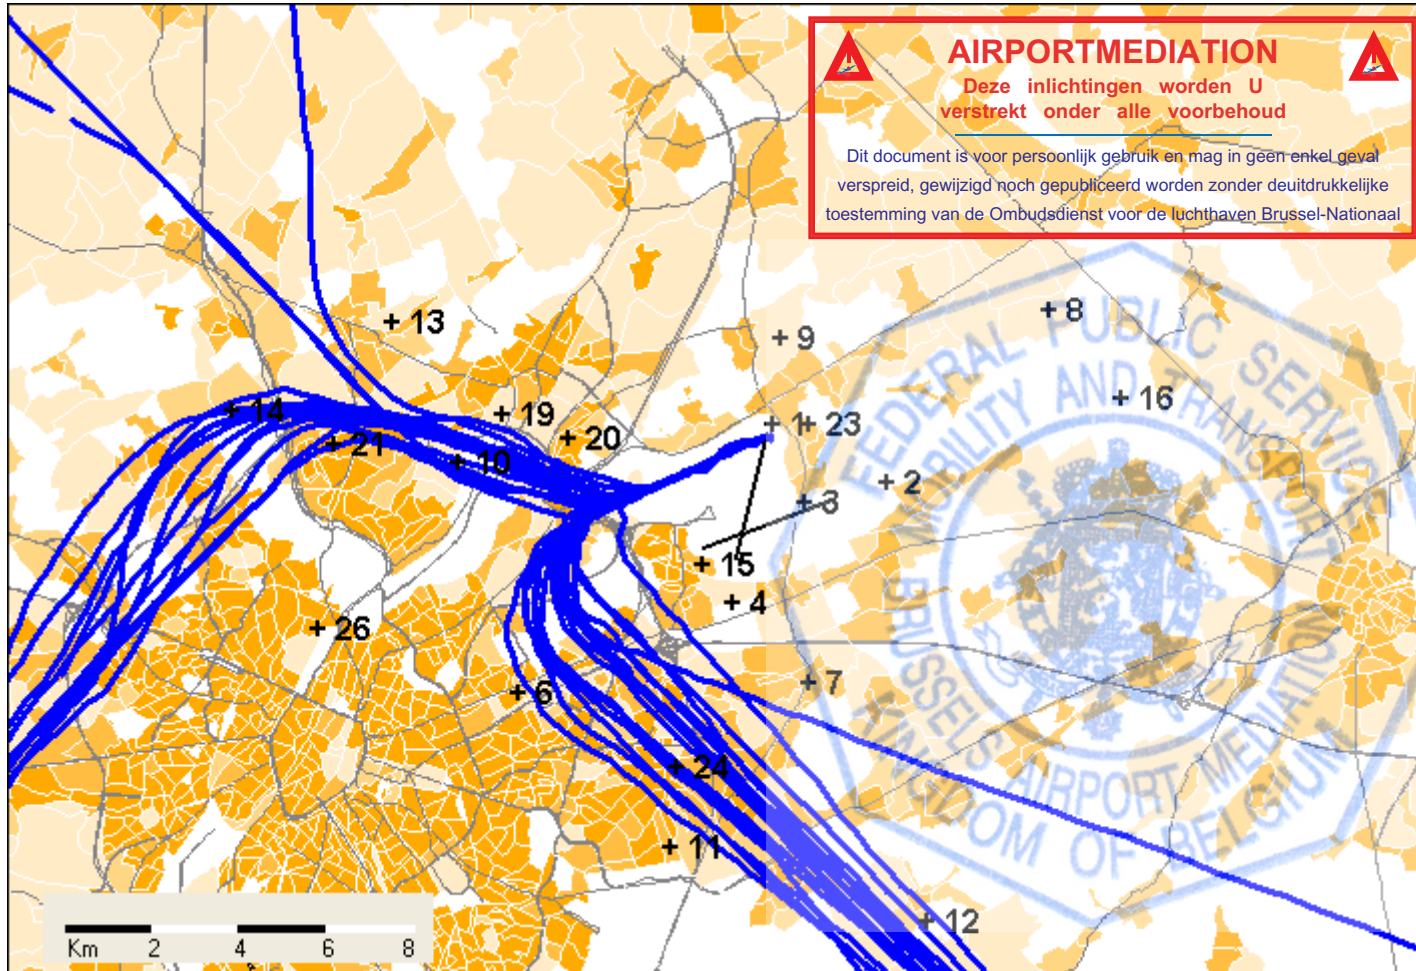 AIRPORTMEDIATION
Deze inlichtingen worden U
verstrekt onder alle voorbehoud
Dit document is voor persoonlijk gebruik en mag in geen enkel geval
verspreid, gewijzigd noch gepubliceerd worden zonder deuitdrukkelijke
toestemming van de Ombudsdienst voor de luchthaven Brussel-Nationaal
FEDERAL PUBLIC SERVICE
MOBILITY AND TRANSPORT
BRUSSELS AIRPORT MEDIATION
KINGDOM OF BELGIUM
+ 8
+ 13
+ 9
+ 16
+ 14
+ 19
+ 1
+ 23
+ 20
+ 21
+ 10
+ 2
+ 3
+ 15
+ 4
+ 26
+ 7
+ 6
+ 24
+ 11
+ 12
Km 2 4 6 8